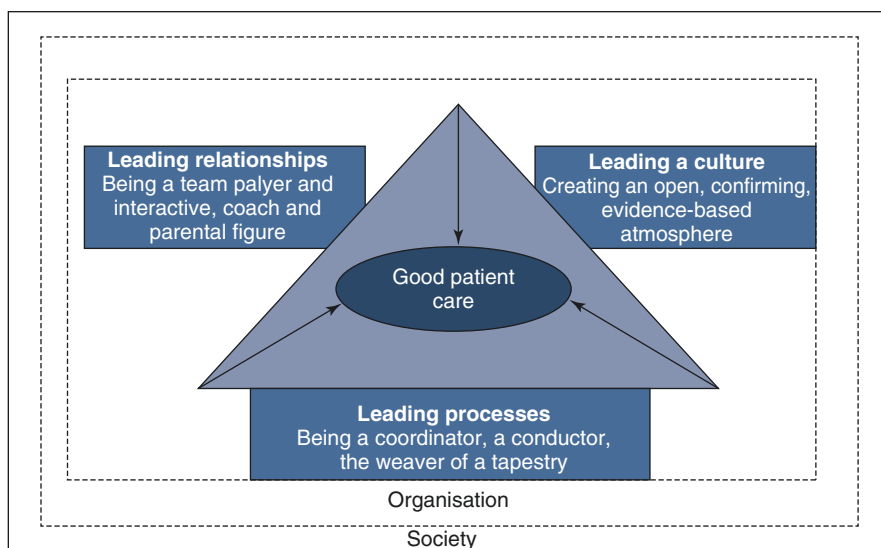 Leading relationships
Being a team palyer and
interactive, coach and
parental figure
Leading a culture
Creating an open, confirming,
evidence-based
atmosphere
Good patient
care
Leading processes
Being a coordinator, a conductor,
the weaver of a tapestry
Organisation
Society